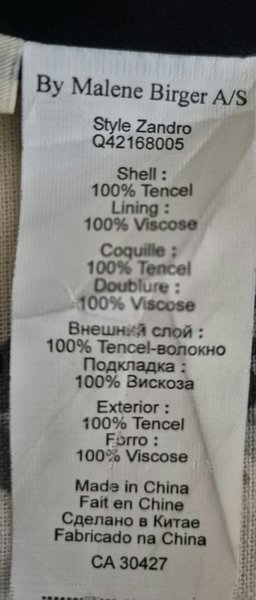 By Malene Birger A/S
Style Zandro
Q42168005
Shell :
100% Tencel
Lining :
100% Viscose
Coquille :
100% Tencel
Doublure :
100% Viscose
Внешний слой :
100% Tencel-волокно
Подкладка :
100% Вискоза
Exterior :
100% Tencel
Forro :
100% Viscose
Made in China
Fait en Chine
Сделано в Китае
Fabricado na China
CA 30427